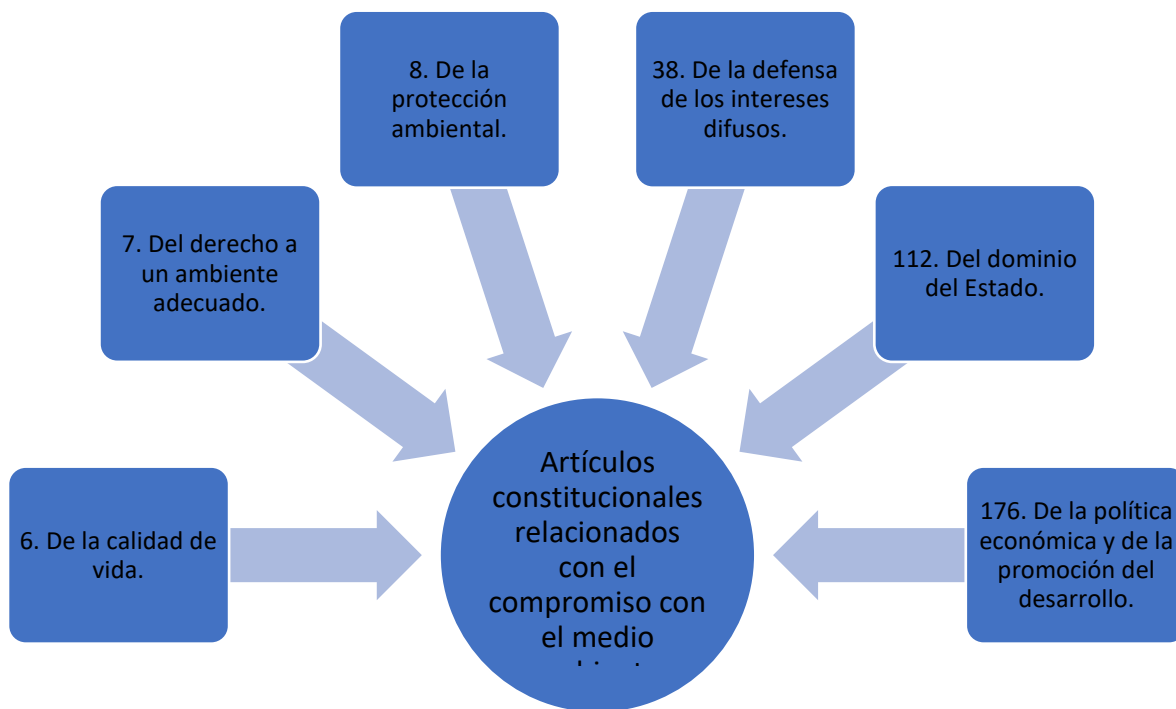 8. De la
protección
ambiental.
38. De la defensa
de los intereses
difusos.
7. Del derecho a
un ambiente
adecuado.
112. Del dominio
del Estado.
6. De la calidad de
vida.
176. De la política
económica y de la
promoción del
desarrollo.
Artículos
constitucionales
relacionados
con el
compromiso con
el medio